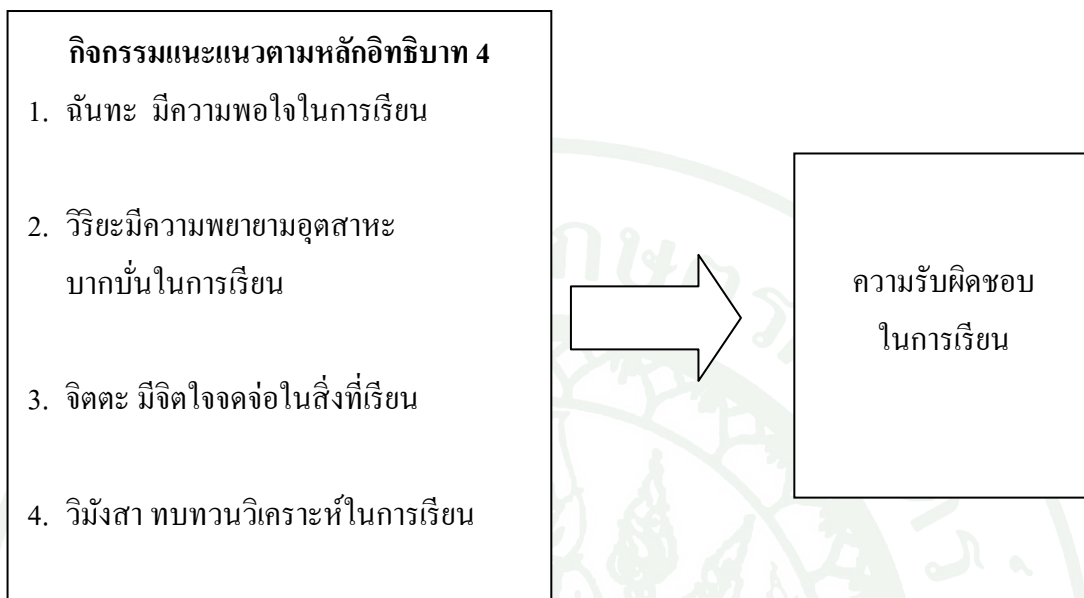 กิจกรรมแนะแนวตามหลักอิทธิบาท 4
1. ฉันทะ มีความพอใจในการเรียน
2. วิริยะมีความพยายามอุตสาหะ
บากบั่นในการเรียน
3. จิตตะ มีจิตใจจดจ่อในสิ่งที่เรียน
4. วิมังสา ทบทวนวิเคราะห์ในการเรียน
ความรับผิดชอบ
ในการเรียน